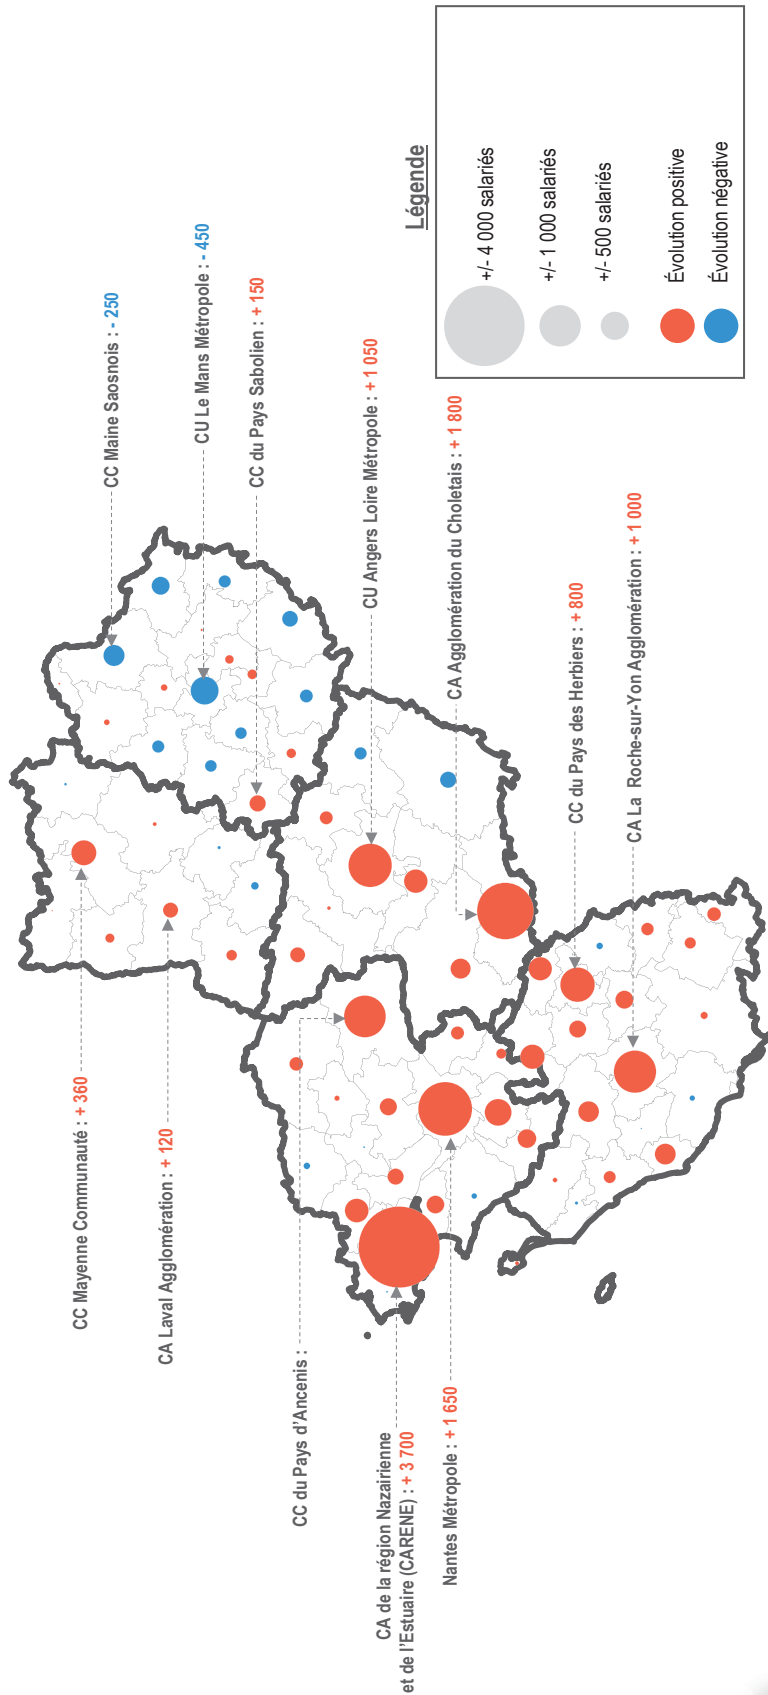 CC Mayenne Communauté : + 360
CA Laval Agglomération : + 120
CC du Pays d'Ancenis :
CA de la région Nazairienne
et de l'Estuaire (CARENE) : + 3 700
Nantes Métropole : + 1 650
CC Maine Saosnois : - 250
CU Le Mans Métropole : - 450
CC du Pays Sabolien : + 150
CU Angers Loire Métropole : + 1 050
CA Agglomération du Choletais : + 1 800
CC du Pays des Herbiers : + 800
CA La Roche-sur-Yon Agglomération : + 1 000
Légende
+/- 4 000 salariés
+/- 1 000 salariés
+/- 500 salariés
Évolution positive
Évolution négative